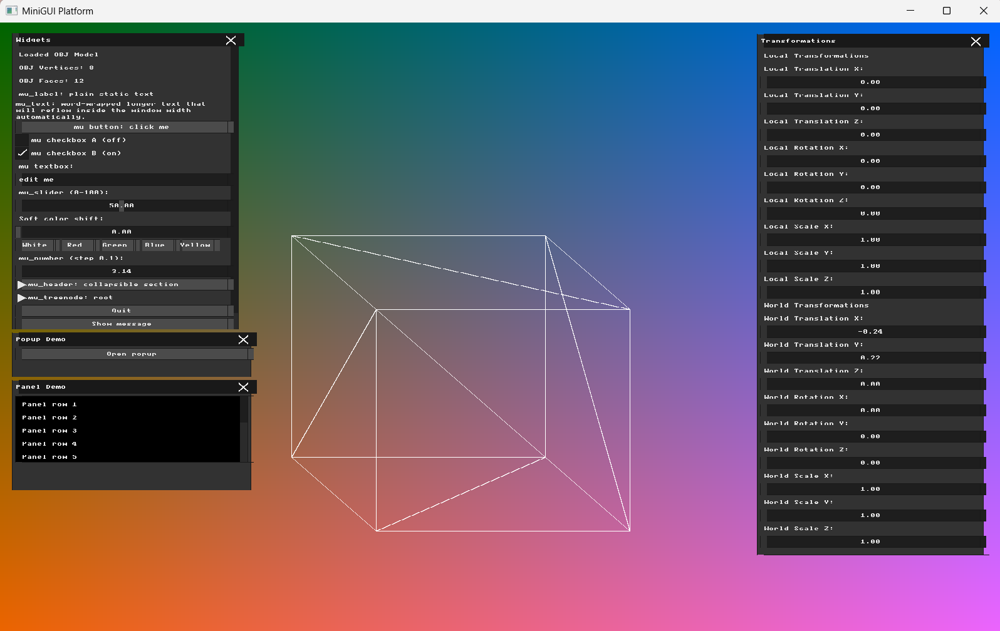 MiniGUI Platform
Widgets
Loaded OBJ Model
OBJ Vertices: 8
OBJ Faces: 12
mu_label: plain static text
mu_text: word-wrapped longer text that
will reflow inside the window width
automatically.
mu button: click me
mu checkbox A (off)
mu checkbox B (on)
mu textbox:
edit me
mu_slider (0-100):
50.00
Soft color shift:
0.00
White Red Green Blue Yellow
mu_number (step 0.1):
3.14
mu_header: collapsible section
mu_treenode: root
Quit
Show message
Popup Demo
Open popup
Panel Demo
Panel row 1
Panel row 2
Panel row 3
Panel row 4
Panel row 5
Transformations
Local Transformations
Local Translation X:
0.00
Local Translation Y:
0.00
Local Translation Z:
0.00
Local Rotation X:
0.00
Local Rotation Y:
0.00
Local Rotation Z:
0.00
Local Scale X:
1.00
Local Scale Y:
1.00
Local Scale Z:
1.00
World Transformations
World Translation X:
-0.24
World Translation Y:
0.22
World Translation Z:
0.00
World Rotation X:
0.00
World Rotation Y:
0.00
World Rotation Z:
0.00
World Scale X:
1.00
World Scale Y:
1.00
World Scale Z:
1.00